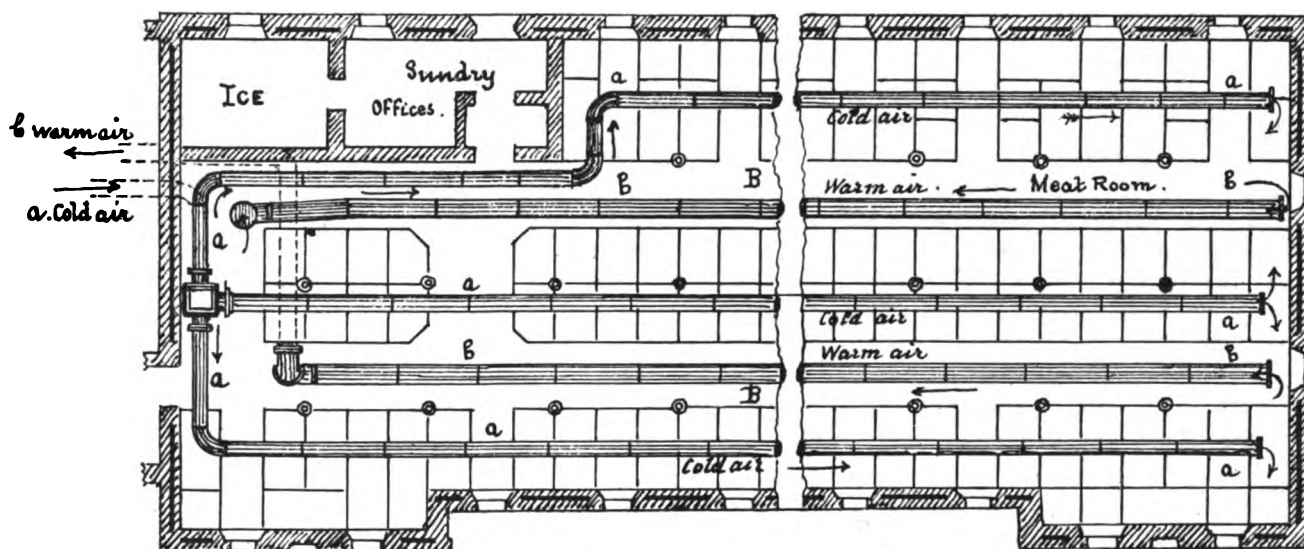 ICE
Sundry
Offices.
a
a
Cold air
b warm air
a. Cold air
B
B
Warm air.
Meat Room.
B
a
a
Cold air
a
b
Warm air
B
a
B
a
Cold air
a